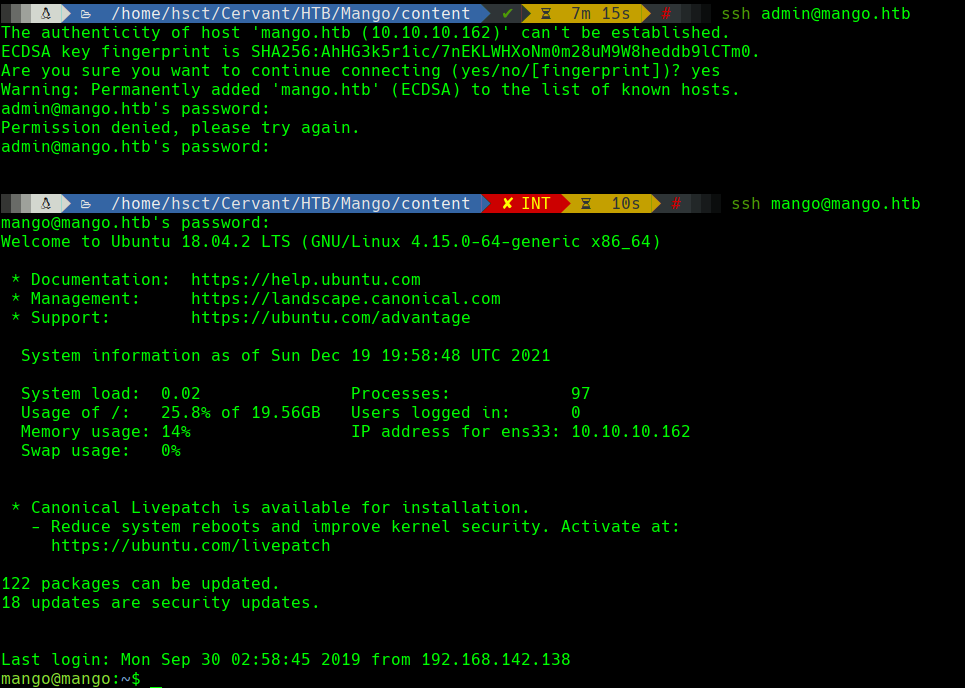 /home/hsct/Cervant/HTB/Mango/content ✔ ⌛ 7m 15s # ssh admin@mango.htb
The authenticity of host 'mango.htb (10.10.10.162)' can't be established.
ECDSA key fingerprint is SHA256:AhHG3k5r1ic/7nEKLWHXoNm0m28uM9W8heddb9lCTm0.
Are you sure you want to continue connecting (yes/no/[fingerprint])? yes
Warning: Permanently added 'mango.htb' (ECDSA) to the list of known hosts.
admin@mango.htb's password:
Permission denied, please try again.
admin@mango.htb's password:
/home/hsct/Cervant/HTB/Mango/content ✘ INT ⌛ 10s # ssh mango@mango.htb
mango@mango.htb's password:
Welcome to Ubuntu 18.04.2 LTS (GNU/Linux 4.15.0-64-generic x86_64)
* Documentation: https://help.ubuntu.com
* Management: https://landscape.canonical.com
* Support: https://ubuntu.com/advantage
System information as of Sun Dec 19 19:58:48 UTC 2021
System load: 0.02 Processes: 97
Usage of /: 25.8% of 19.56GB Users logged in: 0
Memory usage: 14% IP address for ens33: 10.10.10.162
Swap usage: 0%
* Canonical Livepatch is available for installation.
- Reduce system reboots and improve kernel security. Activate at:
https://ubuntu.com/livepatch
122 packages can be updated.
18 updates are security updates.
Last login: Mon Sep 30 02:58:45 2019 from 192.168.142.138
mango@mango:~$ _